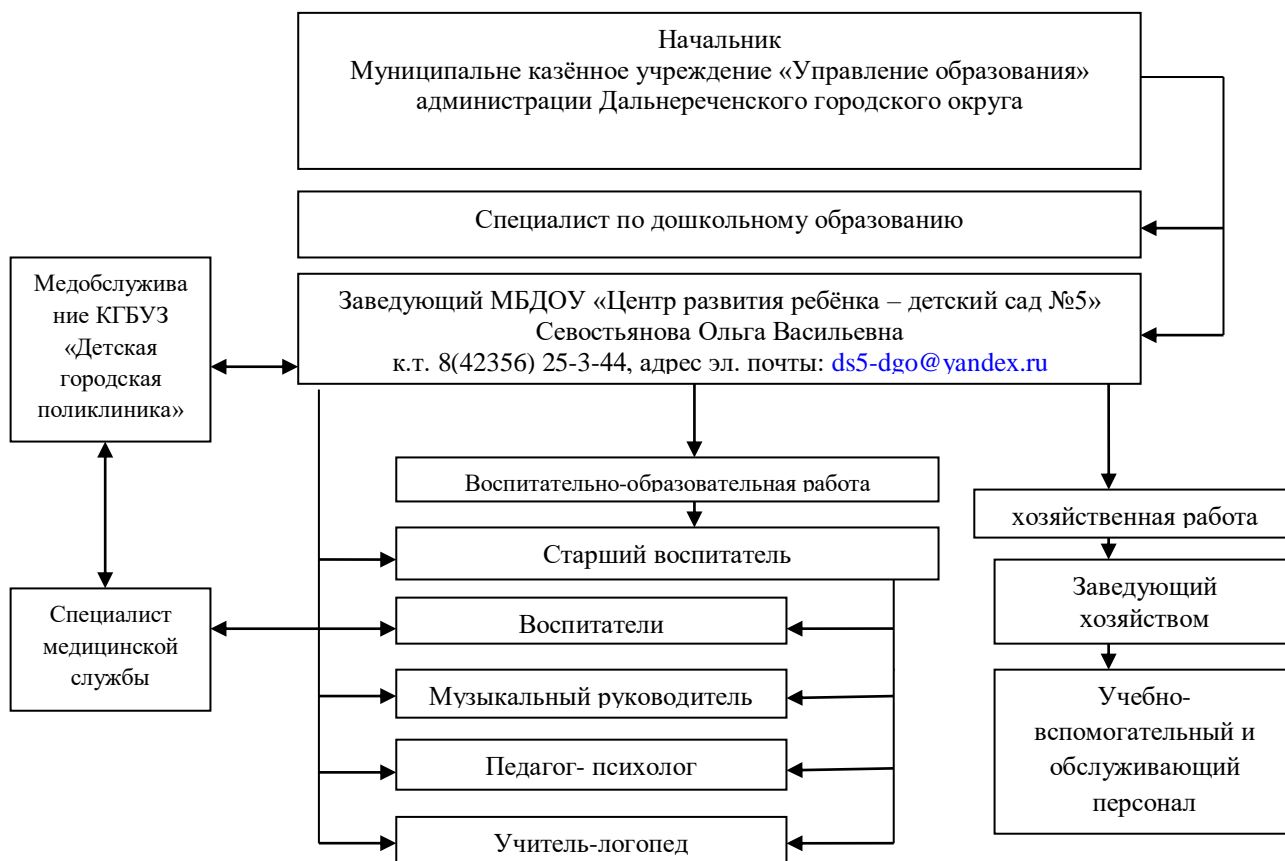 Начальник
Муниципальне казённое учреждение «Управление образования»
администрации Дальнереченского городского округа
Специалист по дошкольному образованию
Медобслужива
ние КГБУЗ
«Детская
городская
поликлиника»
Заведующий МБДОУ «Центр развития ребёнка – детский сад №5»
Севостьянова Ольга Васильевна
к.т. 8(42356) 25-3-44, адрес эл. почты: ds5-dgo@yandex.ru
Воспитательно-образовательная работа
хозяйственная работа
Старший воспитатель
Заведующий
хозяйством
Специалист
медицинской
службы
Воспитатели
Музыкальный руководитель
Педагог- психолог
Учитель-логопед
Учебно-
вспомогательный и
обслуживающий
персонал